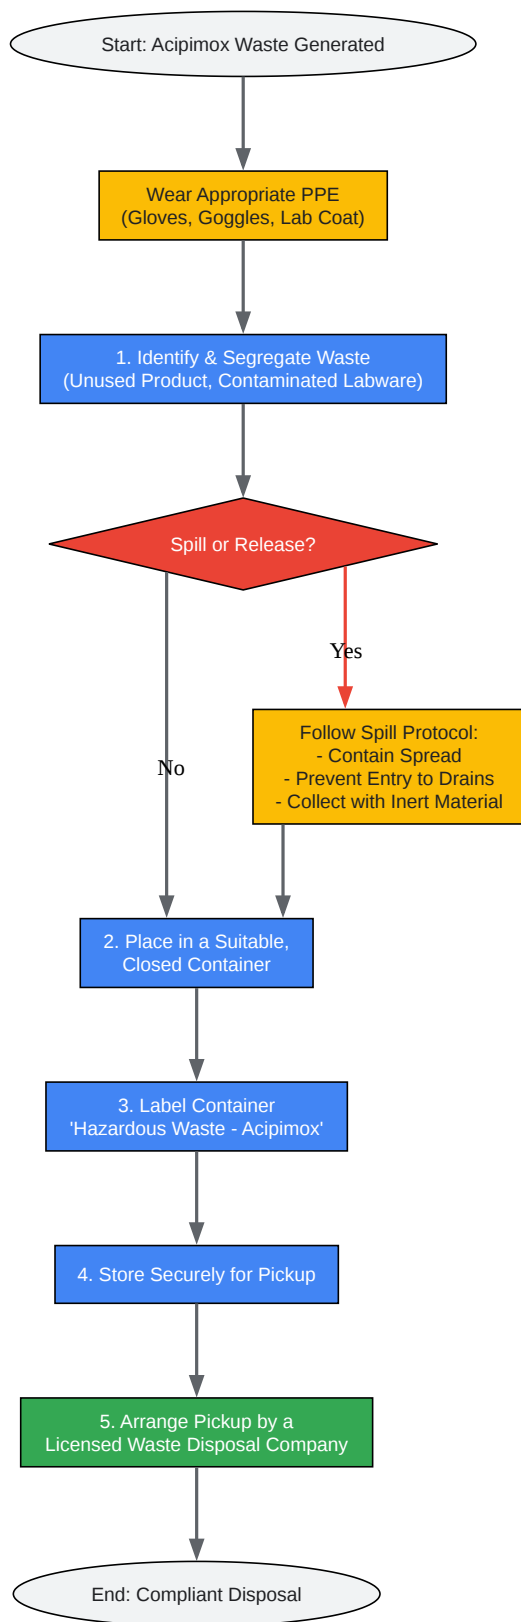 Start: Acipimox Waste Generated
Wear Appropriate PPE
(Gloves, Goggles, Lab Coat)
1. Identify & Segregate Waste
(Unused Product, Contaminated Labware)
Spill or Release?
Yes
Follow Spill Protocol:
- Contain Spread
- Prevent Entry to Drains
- Collect with Inert Material
No
2. Place in a Suitable,
Closed Container
3. Label Container
'Hazardous Waste - Acipimox'
4. Store Securely for Pickup
5. Arrange Pickup by a
Licensed Waste Disposal Company
End: Compliant Disposal